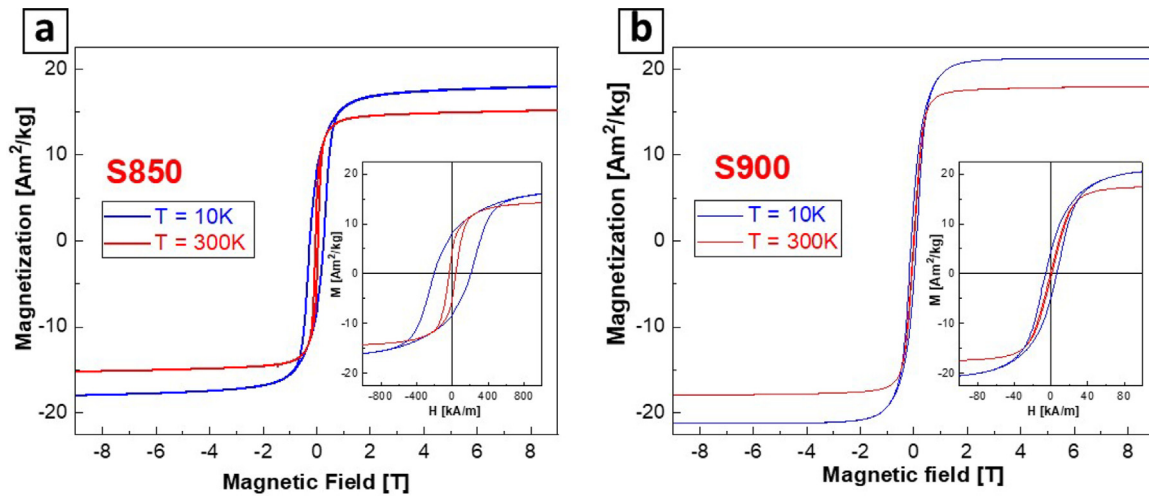 a
Magnetization [Am²/kg]
20
10
0
-10
-20
S850
T = 10K
T = 300K
M [Am²/kg]
20
10
0
-10
-20
-800 -400 0 400 800
H [kA/m]
-8 -6 -4 -2 0 2 4 6 8
Magnetic Field [T]
b
Magnetization [Am²/kg]
20
10
0
-10
-20
S900
T = 10K
T = 300K
M [Am²/kg]
20
10
0
-10
-20
-80 -40 0 40 80
H [kA/m]
-8 -6 -4 -2 0 2 4 6 8
Magnetic field [T]